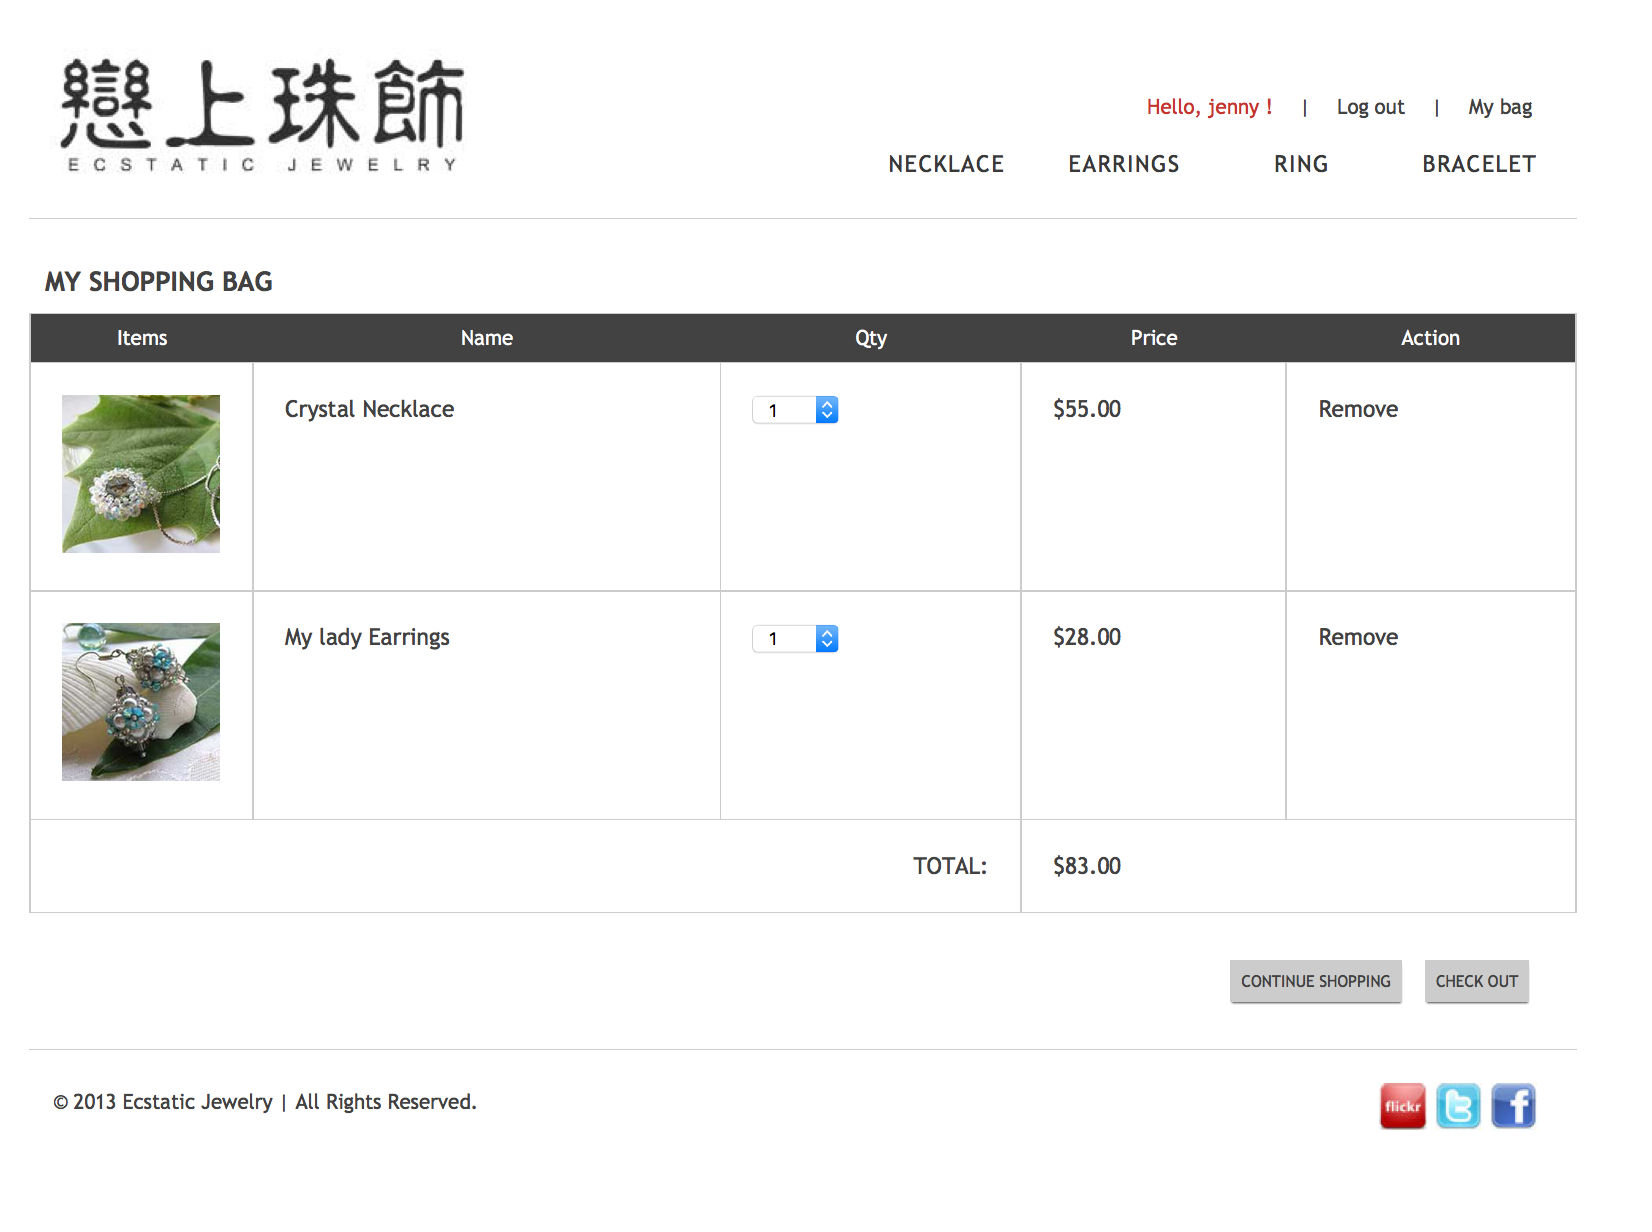 戀上珠飾
ECSTATIC JEWELRY
Hello, jenny ! | Log out | My bag
NECKLACE EARRINGS RING BRACELET
MY SHOPPING BAG
Items Name Qty Price Action
Crystal Necklace 1 $55.00 Remove
My lady Earrings 1 $28.00 Remove
TOTAL: $83.00
CONTINUE SHOPPING CHECK OUT
© 2013 Ecstatic Jewelry | All Rights Reserved.
flickr t f